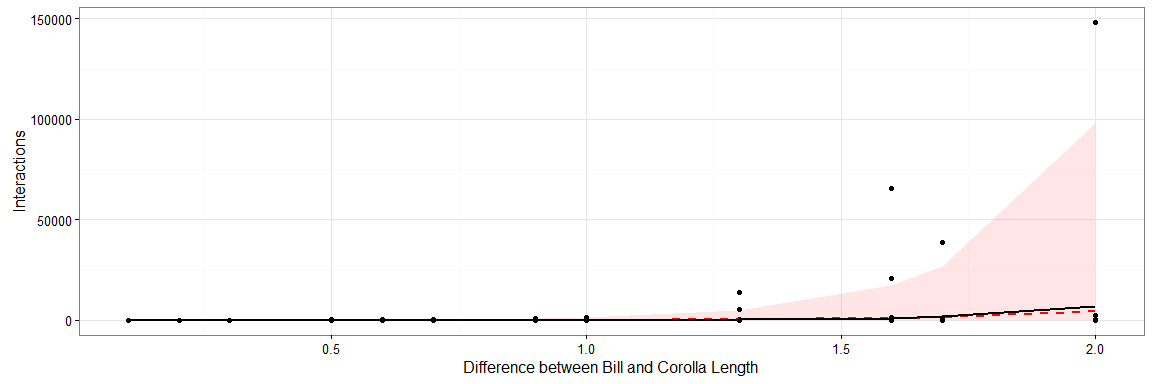 150000
100000
50000
0
Interactions
0.5 1.0 1.5 2.0
Difference between Bill and Corolla Length